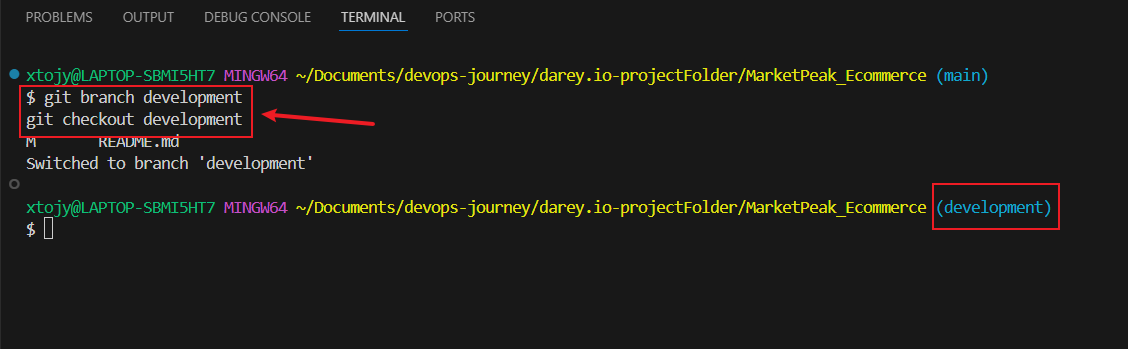 PROBLEMS OUTPUT DEBUG CONSOLE TERMINAL PORTS
xtojy@LAPTOP-SBMI5HT7 MINGW64 ~/Documents/devops-journey/darey.io-projectFolder/MarketPeak_Ecommerce (main)
$ git branch development
git checkout development
M README.md
Switched to branch 'development'
xtojy@LAPTOP-SBMI5HT7 MINGW64 ~/Documents/devops-journey/darey.io-projectFolder/MarketPeak_Ecommerce (development)
$